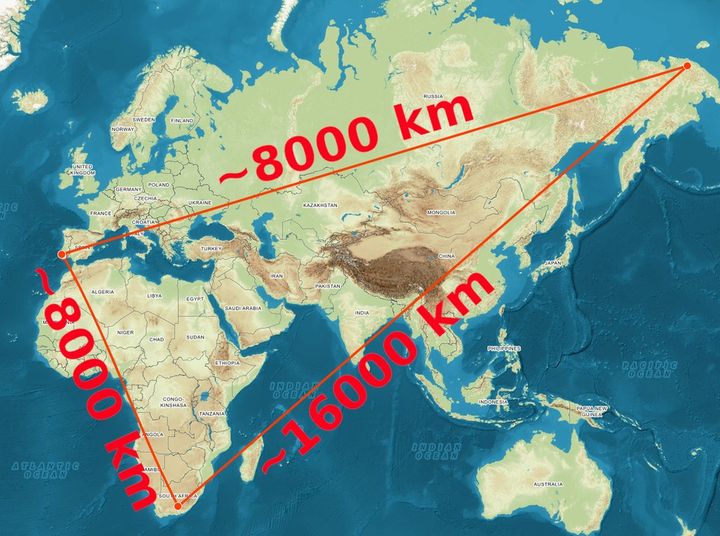 RUSSIA
SWEDEN
FINLAND
NORWAY
~8000 km
UNITED
KINGDOM
POLAND
GERMANY
CZECHIA
UKRAINE
FRANCE
CROATIA
KAZAKHSTAN
MONGOLIA
TURKEY
CHINA
JAPAN
IRAN
PAKISTAN
ALGERIA
LIBYA
EGYPT
SAUDI ARABIA
INDIA
~8000 km
~16000 km
NIGER
CHAD
SUDAN
ETHIOPIA
PHILIPPINES
PACIFIC
OCEAN
INDIAN
OCEAN
CONGO-
KINSHASA
TANZANIA
INDONESIA
PAPUA NEW
GUINEA
ANGOLA
INDIAN
OCEAN
ATLANTIC
OCEAN
NAMIBI
SOUTH AFRICA
AUSTRALIA